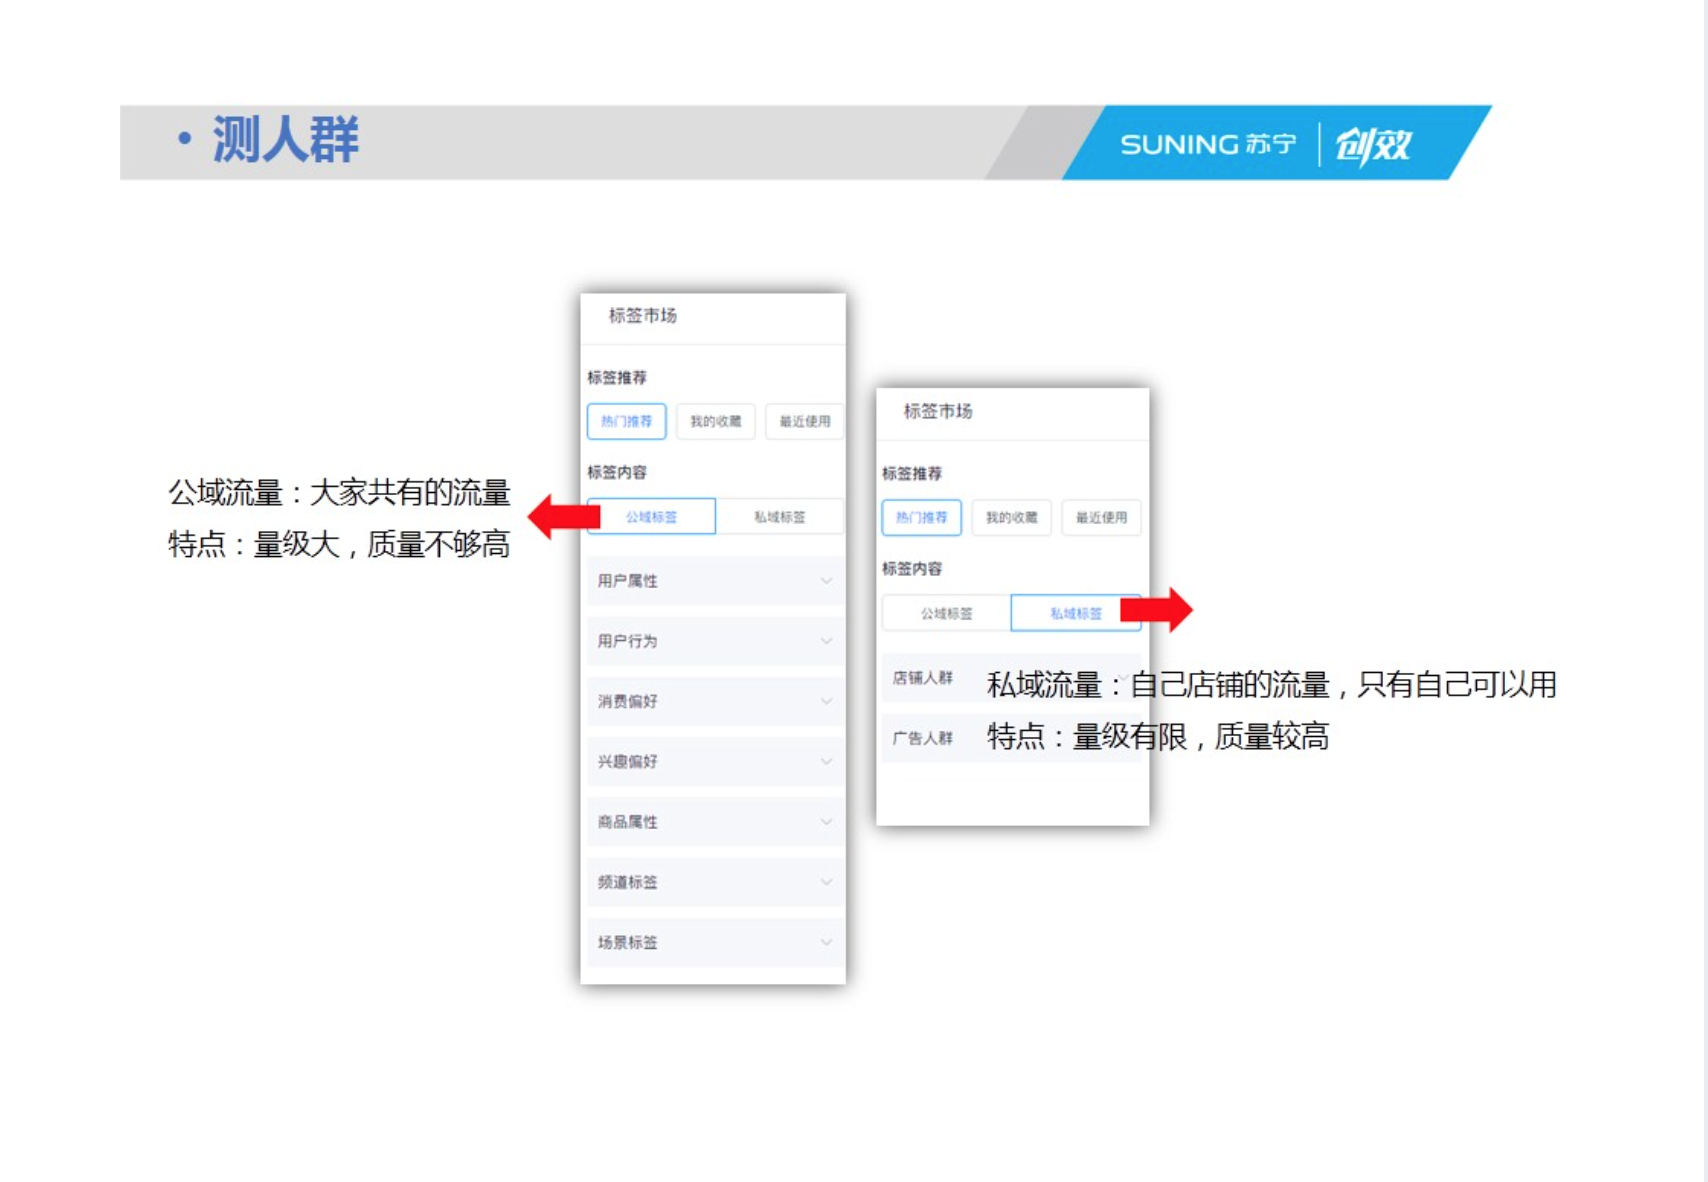 • 测人群
SUNING 苏宁 | 创效
标签市场
标签推荐
热门推荐 我的收藏 最近使用
标签内容
公域标签 私域标签
用户属性
用户行为
消费偏好
兴趣偏好
商品属性
频道标签
场景标签
公域流量：大家共有的流量
特点：量级大，质量不够高
标签市场
标签推荐
热门推荐 我的收藏 最近使用
标签内容
公域标签 私域标签
店铺人群
广告人群
私域流量：自己店铺的流量，只有自己可以用
特点：量级有限，质量较高